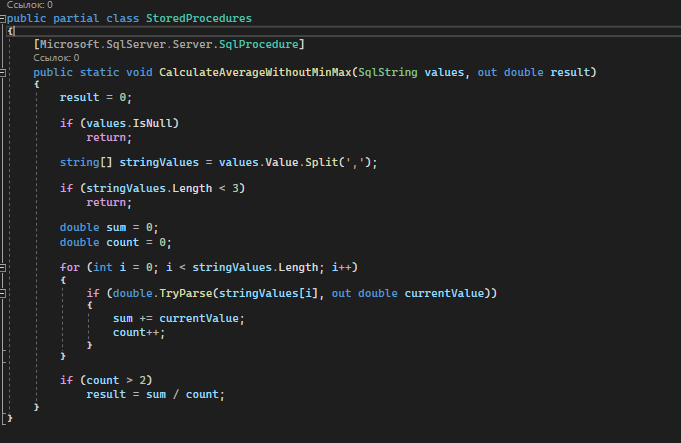 Ссылок: 0
public partial class StoredProcedures
{
[Microsoft.SqlServer.Server.SqlProcedure]
Ссылок: 0
public static void CalculateAverageWithoutMinMax(SqlString values, out double result)
{
result = 0;
if (values.IsNull)
return;
string[] stringValues = values.Value.Split(',');
if (stringValues.Length < 3)
return;
double sum = 0;
double count = 0;
for (int i = 0; i < stringValues.Length; i++)
{
if (double.TryParse(stringValues[i], out double currentValue))
{
sum += currentValue;
count++;
}
}
if (count > 2)
result = sum / count;
}
}